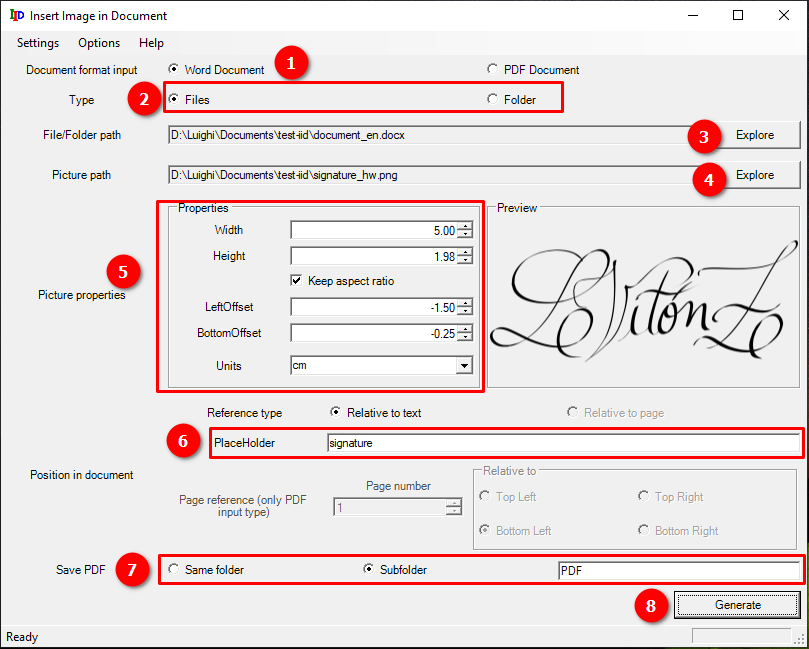 Insert Image in Document
Settings Options Help
Document format input Word Document 1 PDF Document
Type 2 Files Folder
File/Folder path D:\Luighi\Documents\test-iid\document_en.docx 3 Explore
Picture path D:\Luighi\Documents\test-iid\signature_hw.png 4 Explore
Properties Preview
Width 5.00
Height 1.98
5 Keep aspect ratio
Picture properties
LeftOffset -1.50
BottomOffset -0.25
Units cm
LVitónZ
Reference type Relative to text Relative to page
6 PlaceHolder signature
Position in document
Relative to
Page number
Page reference (only PDF
input type) 1
Top Left Top Right
Bottom Left Bottom Right
Save PDF 7 Same folder Subfolder PDF
8 Generate
Ready